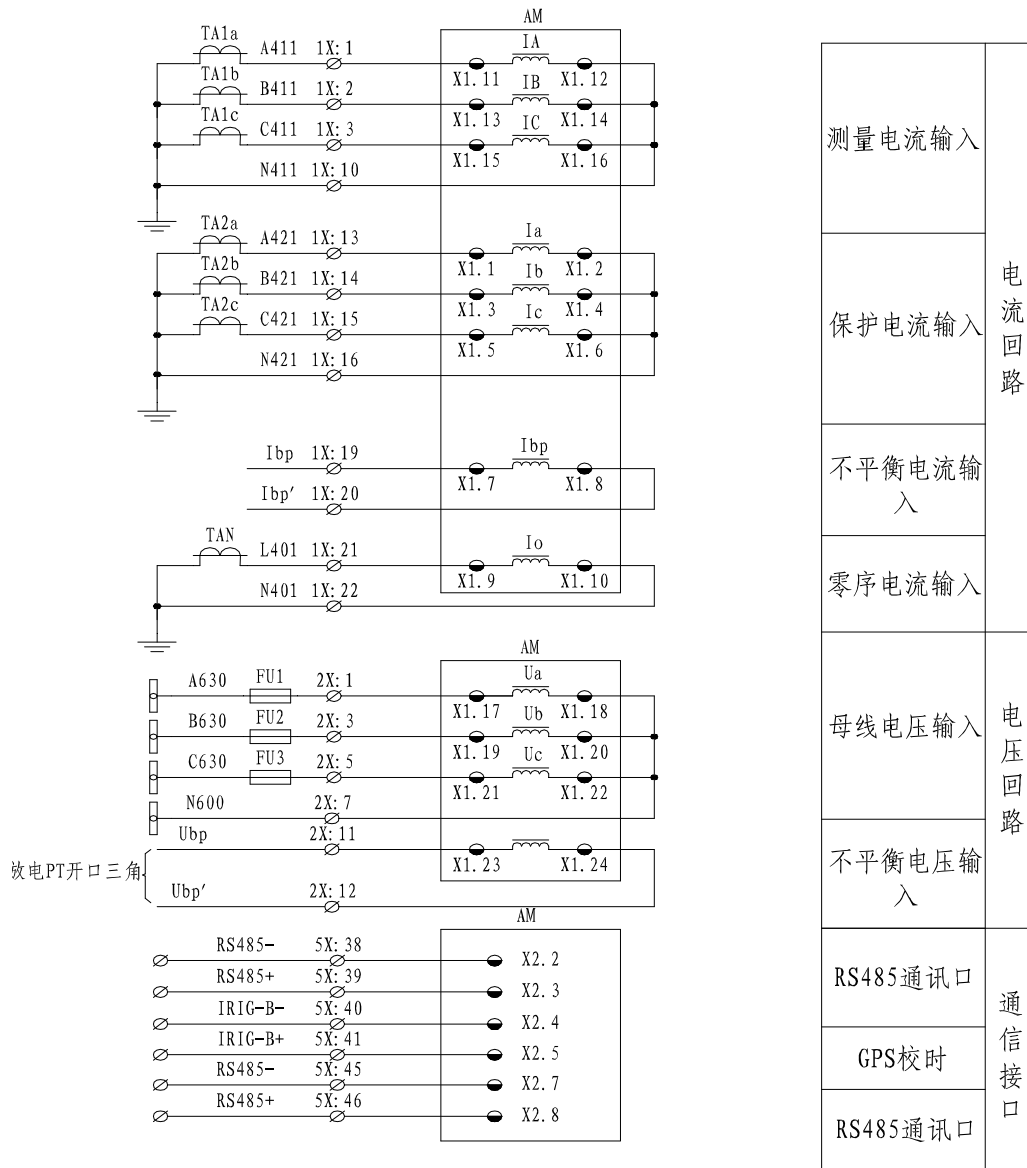 AM
TA1a A411 1X:1 IA
X1.11 X1.12
TA1b B411 1X:2 IB
X1.13 X1.14
TA1c C411 1X:3 IC
X1.15 X1.16
N411 1X:10
测量电流输入
TA2a A421 1X:13 Ia
X1.1 X1.2
TA2b B421 1X:14 Ib
X1.3 X1.4
TA2c C421 1X:15 Ic
X1.5 X1.6
N421 1X:16
保护电流输入
电
流
回
路
Ibp 1X:19 Ibp
X1.7 X1.8
Ibp′ 1X:20
不平衡电流输
入
TAN L401 1X:21 Io
X1.9 X1.10
N401 1X:22
零序电流输入
AM
A630 FU1 2X:1 Ua
X1.17 X1.18
B630 FU2 2X:3 Ub
X1.19 X1.20
C630 FU3 2X:5 Uc
X1.21 X1.22
N600 2X:7
母线电压输入
电
压
回
路
Ubp 2X:11
X1.23 X1.24
放电PT开口三角
Ubp′ 2X:12
不平衡电压输
入
AM
RS485- 5X:38 X2.2
RS485+ 5X:39 X2.3
RS485通讯口
IRIG-B- 5X:40 X2.4
IRIG-B+ 5X:41 X2.5
GPS校时
RS485- 5X:45 X2.7
RS485+ 5X:46 X2.8
RS485通讯口
通
信
接
口